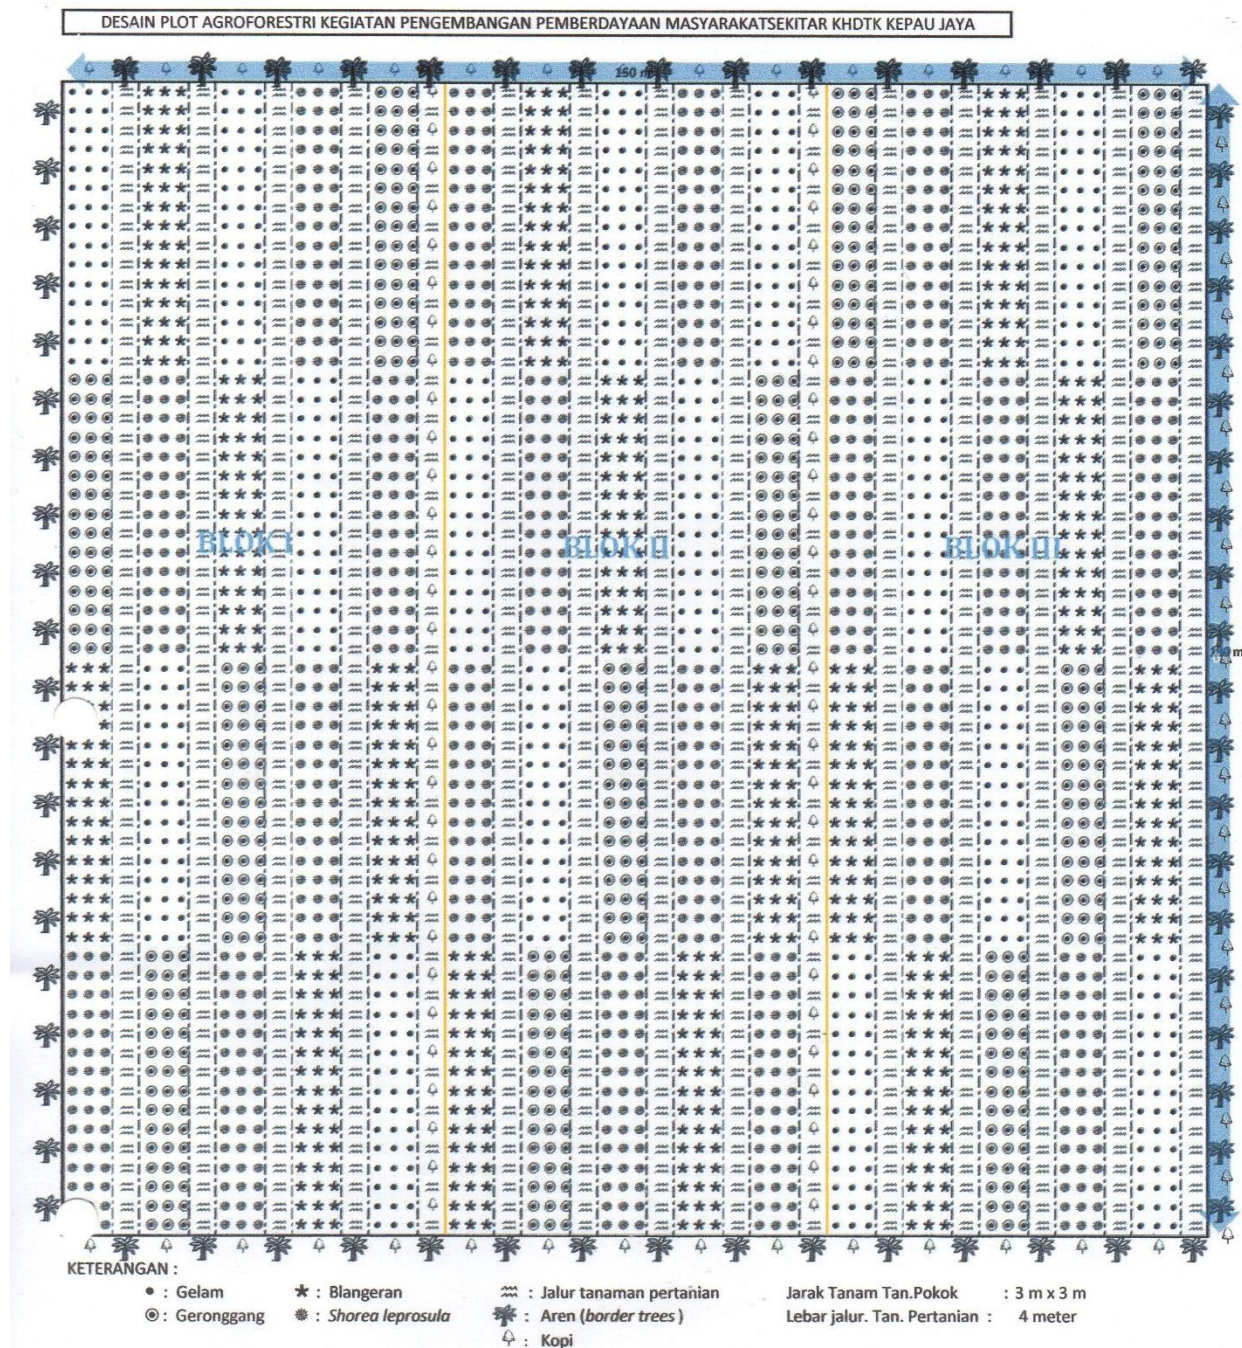 DESAIN PLOT AGROFORESTRI KEGIATAN PENGEMBANGAN PEMBERDAYAAN MASYARAKATSEKITAR KHDTK KEPAU JAYA
150 m
BLOK I
BLOK II
BLOK III
m
KETERANGAN :
: Gelam
: Blangeran
: Jalur tanaman pertanian
Jarak Tanam Tan.Pokok : 3 m x 3 m
: Geronggang
: Shorea leprosula
: Aren (border trees)
Lebar jalur. Tan. Pertanian : 4 meter
: Kopi